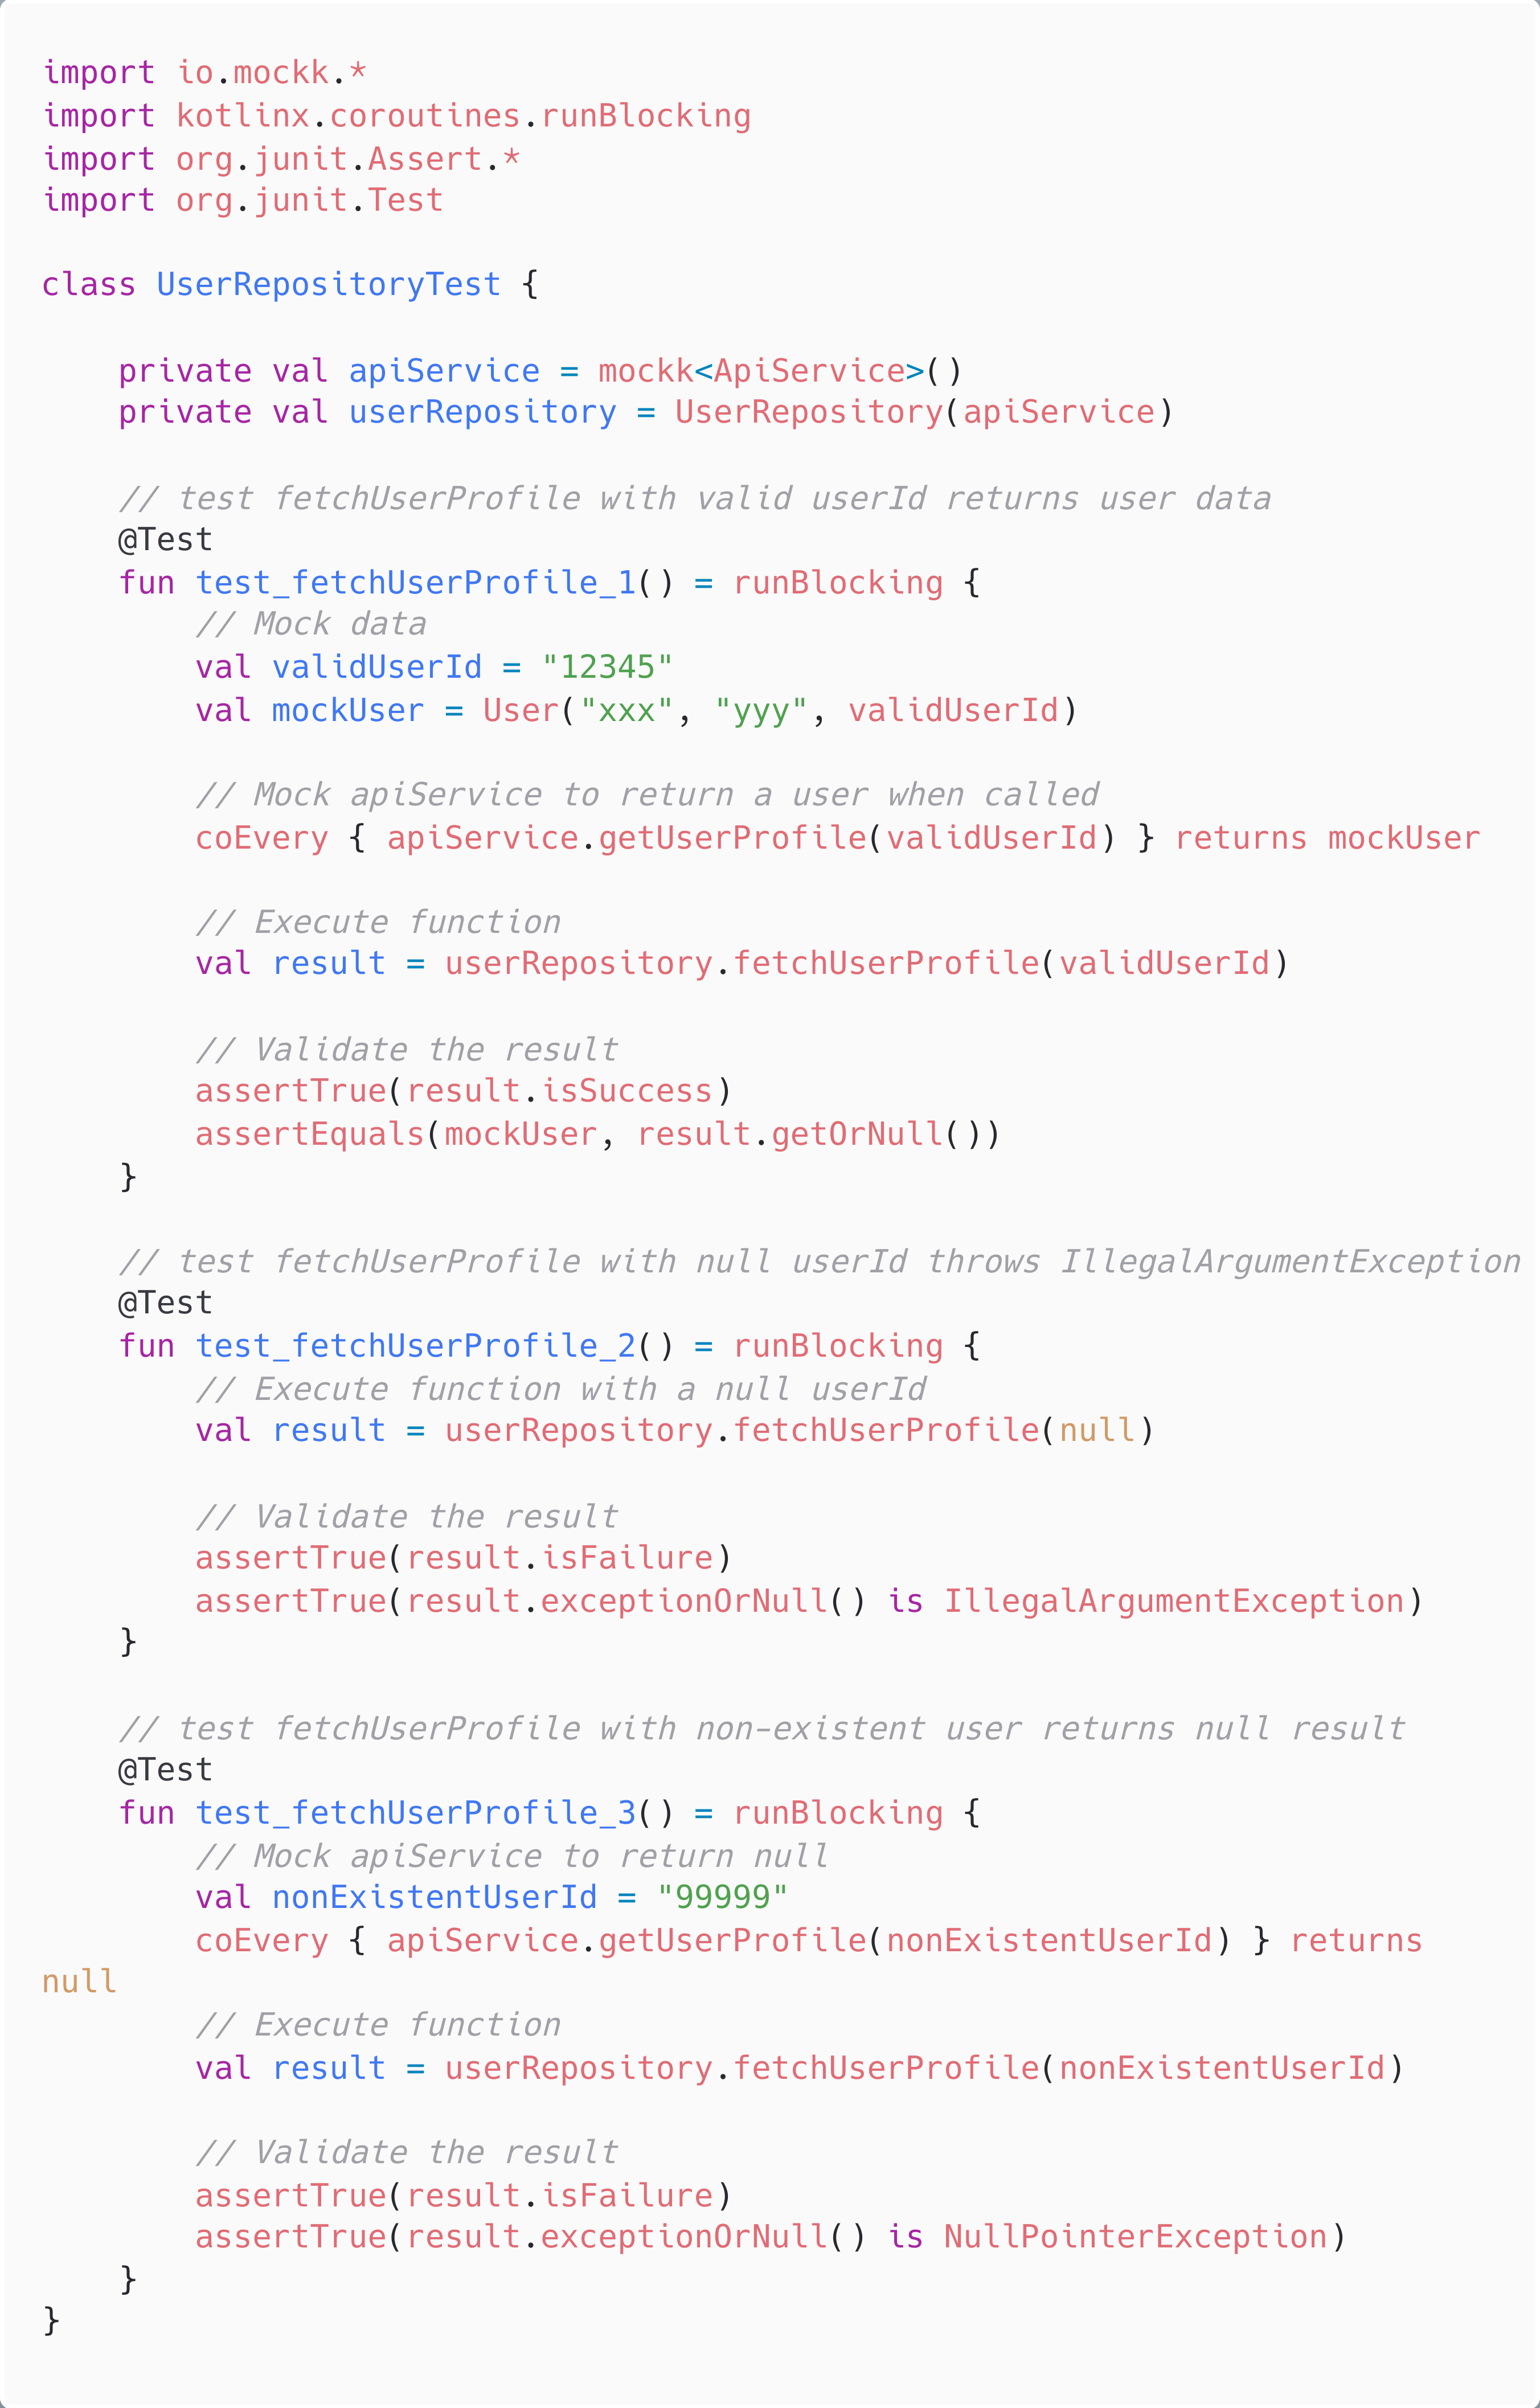 import io.mockk.*
import kotlinx.coroutines.runBlocking
import org.junit.Assert.*
import org.junit.Test

class UserRepositoryTest {

    private val apiService = mockk<ApiService>()
    private val userRepository = UserRepository(apiService)

    // test fetchUserProfile with valid userId returns user data
    @Test
    fun test_fetchUserProfile_1() = runBlocking {
        // Mock data
        val validUserId = "12345"
        val mockUser = User("xxx", "yyy", validUserId)

        // Mock apiService to return a user when called
        coEvery { apiService.getUserProfile(validUserId) } returns mockUser

        // Execute function
        val result = userRepository.fetchUserProfile(validUserId)

        // Validate the result
        assertTrue(result.isSuccess)
        assertEquals(mockUser, result.getOrNull())
    }

    // test fetchUserProfile with null userId throws IllegalArgumentException
    @Test
    fun test_fetchUserProfile_2() = runBlocking {
        // Execute function with a null userId
        val result = userRepository.fetchUserProfile(null)

        // Validate the result
        assertTrue(result.isFailure)
        assertTrue(result.exceptionOrNull() is IllegalArgumentException)
    }

    // test fetchUserProfile with non-existent user returns null result
    @Test
    fun test_fetchUserProfile_3() = runBlocking {
        // Mock apiService to return null
        val nonExistentUserId = "99999"
        coEvery { apiService.getUserProfile(nonExistentUserId) } returns
null
        // Execute function
        val result = userRepository.fetchUserProfile(nonExistentUserId)

        // Validate the result
        assertTrue(result.isFailure)
        assertTrue(result.exceptionOrNull() is NullPointerException)
    }
}